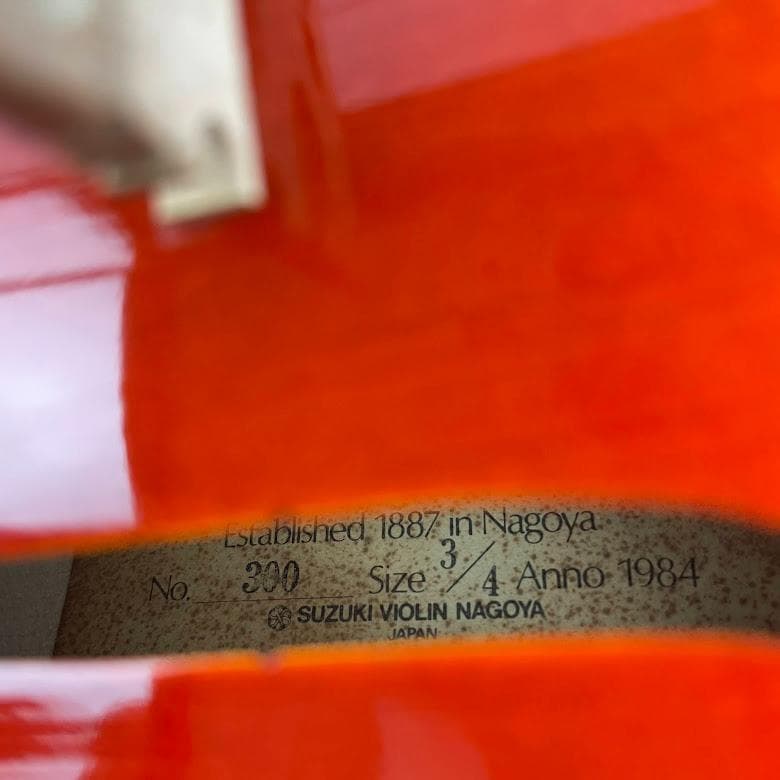 Established 1887 in Nagoya
No. 300 Size 3/4 Anno 1984
SUZUKI VIOLIN NAGOYA
JAPAN